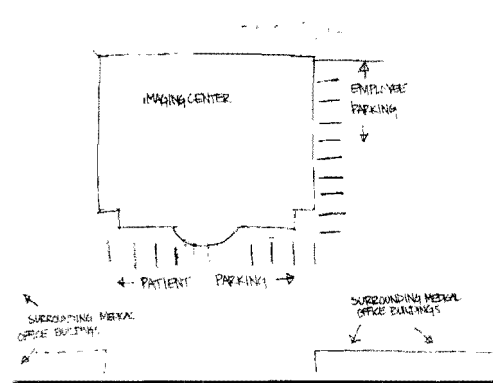 IMAGING CENTER
EMPLOYEE
PARKING
PATIENT PARKING
SURROUNDING MEDICAL
OFFICE BUILDINGS
SURROUNDING MEDICAL
OFFICE BUILDINGS